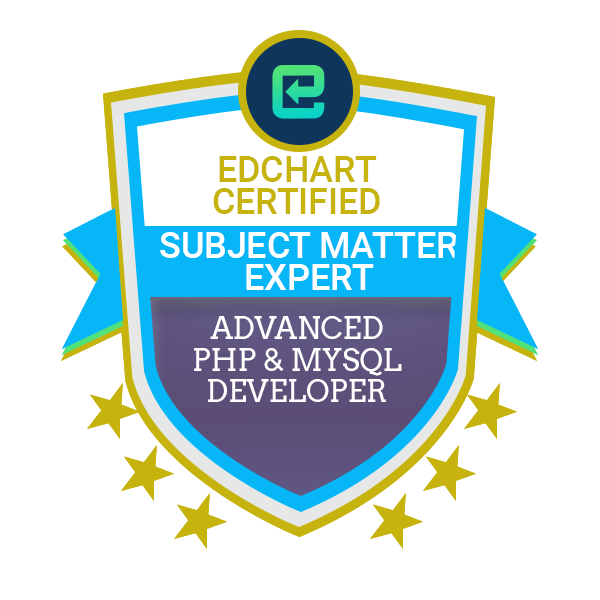 EDCHART
CERTIFIED
SUBJECT MATTER
EXPERT
ADVANCED
PHP & MYSQL
DEVELOPER